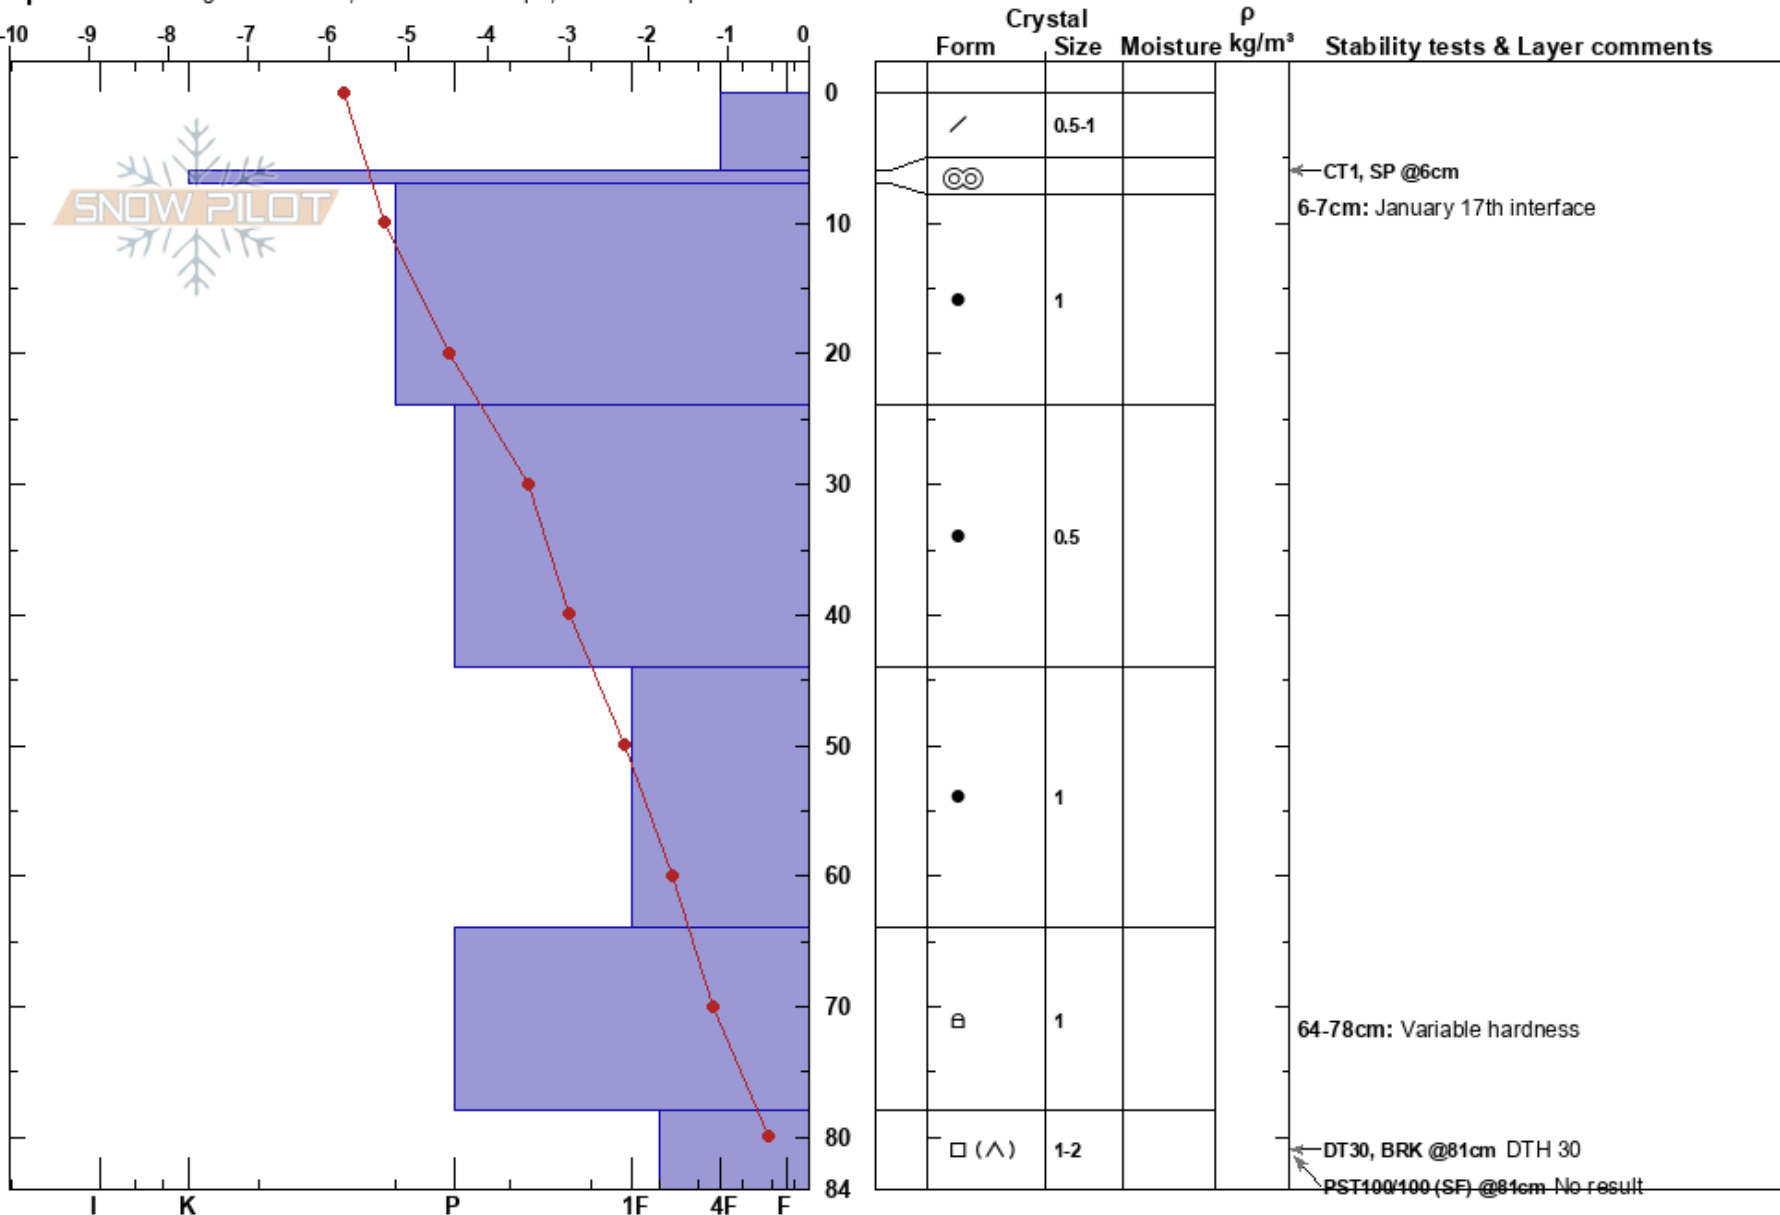 -10 -9 -8 -7 -6 -5 -4 -3 -2 -1 0
Crystal
Form Size Moisture
ρ
kg/m³
Stability tests & Layer comments
SNOW PILOT
0
10
20
30
40
50
60
70
80
84
I K P 1F 4F F
0.5-1
1
0.5
1
1
1-2
CT1, SP @6cm
6-7cm: January 17th interface
64-78cm: Variable hardness
DT30, BRK @81cm DTH 30
PST100/100 (SF) @81cm No result